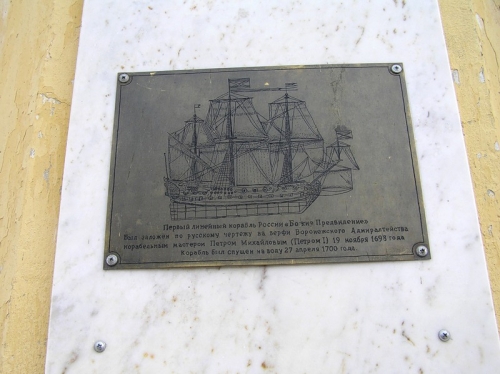 Первый линейный корабль России «Божие Предвидение»
Был заложен по русскому чертежу на верфи Воронежского Адмиралтейства
корабельным мастером Петром Михайловым (Петром I) 19 ноября 1698 года
Корабль был спущен на воду 27 апреля 1700 года.